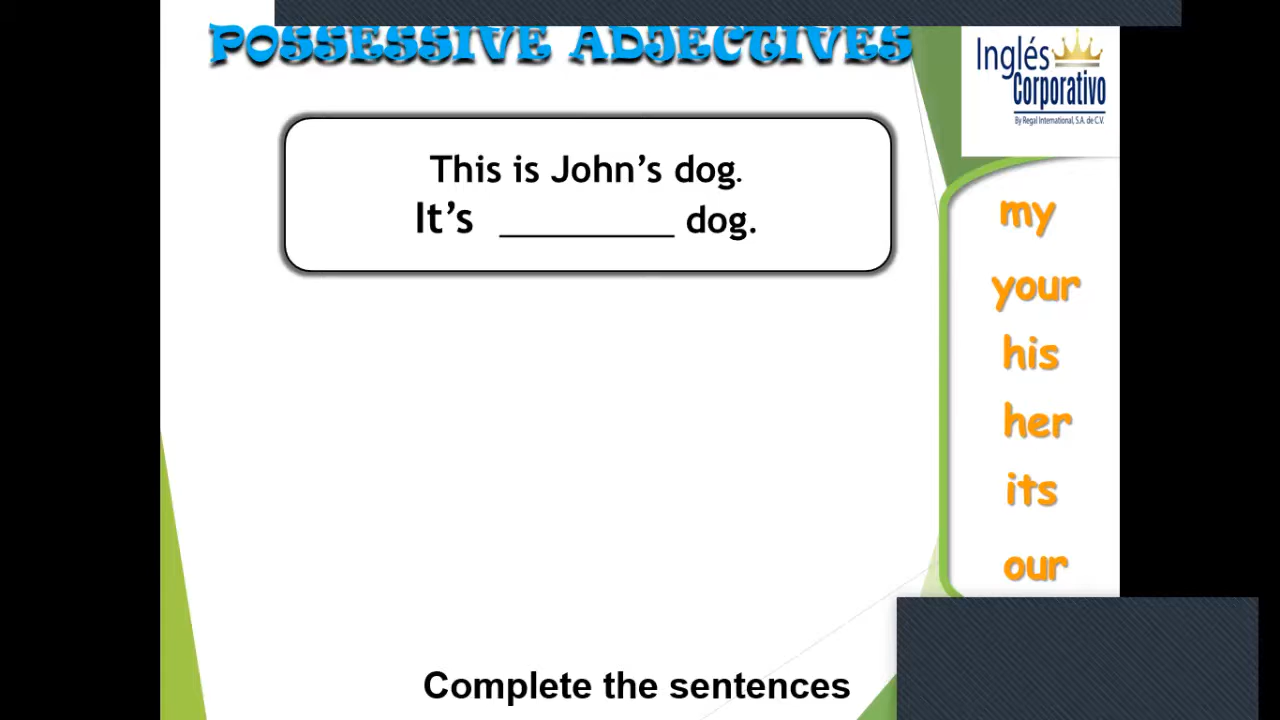 POSSESSIVE ADJECTIVES
Inglés
Corporativo
By Regal International, S.A. de C.V.
This is John’s dog.
It’s ________ dog.
my
your
his
her
its
our
Complete the sentences